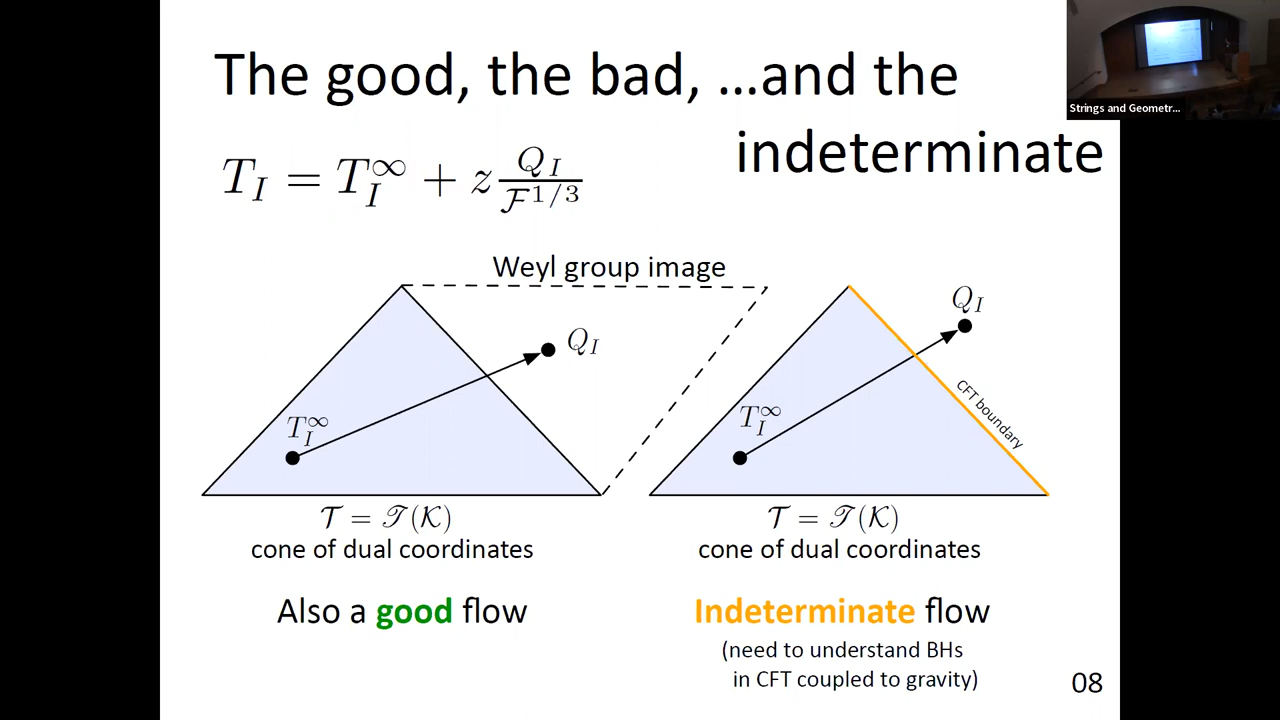 The good, the bad, ...and the
indeterminate
Strings and Geometr...
T_I = T_I^∞ + z Q_I / ℱ^{1/3}
Weyl group image
Q_I
T_I^∞
𝒯 = 𝒯(𝒦)
cone of dual coordinates
Also a good flow
Q_I
CFT boundary
T_I^∞
𝒯 = 𝒯(𝒦)
cone of dual coordinates
Indeterminate flow
(need to understand BHs
in CFT coupled to gravity)
08